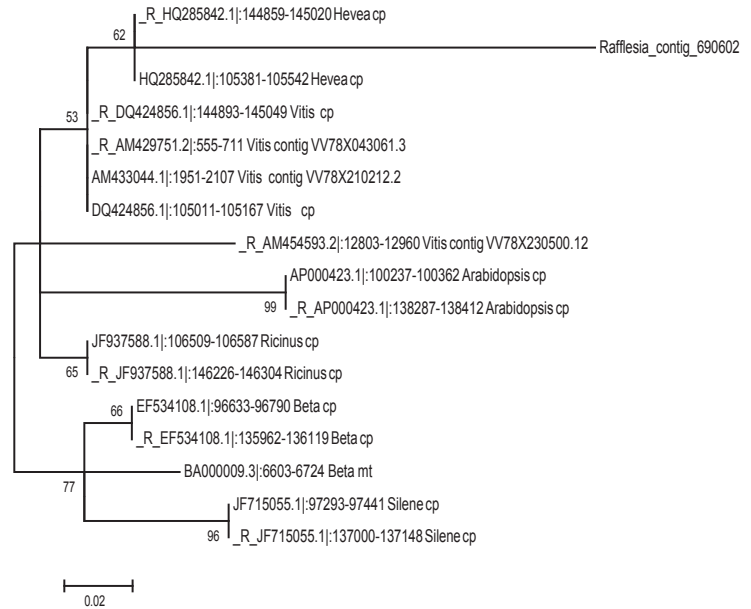 _R_HQ285842.1|:144859-145020 Hevea cp
62
Rafflesia_contig_690602
HQ285842.1|:105381-105542 Hevea cp
_R_DQ424856.1|:144893-145049 Vitis cp
53
_R_AM429751.2|:555-711 Vitis contig VV78X043061.3
AM433044.1|:1951-2107 Vitis contig VV78X210212.2
DQ424856.1|:105011-105167 Vitis cp
_R_AM454593.2|:12803-12960 Vitis contig VV78X230500.12
AP000423.1|:100237-100362 Arabidopsis cp
99
_R_AP000423.1|:138287-138412 Arabidopsis cp
JF937588.1|:106509-106587 Ricinus cp
65
_R_JF937588.1|:146226-146304 Ricinus cp
EF534108.1|:96633-96790 Beta cp
66
_R_EF534108.1|:135962-136119 Beta cp
BA000009.3|:6603-6724 Beta mt
77
JF715055.1|:97293-97441 Silene cp
96
_R_JF715055.1|:137000-137148 Silene cp
0.02